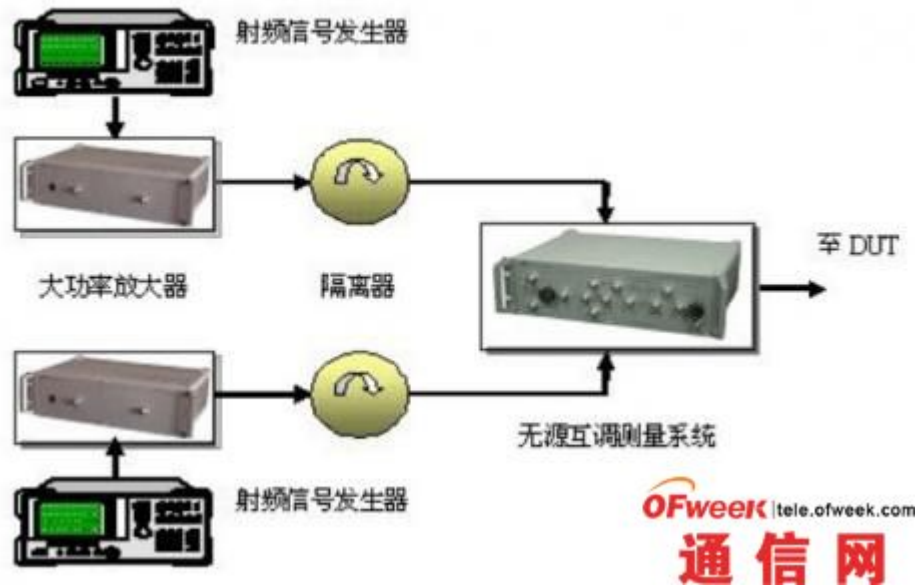 射频信号发生器
至 DUT
大功率放大器
隔离器
无源互调测量系统
射频信号发生器
OFweek tele.ofweek.com
通信网